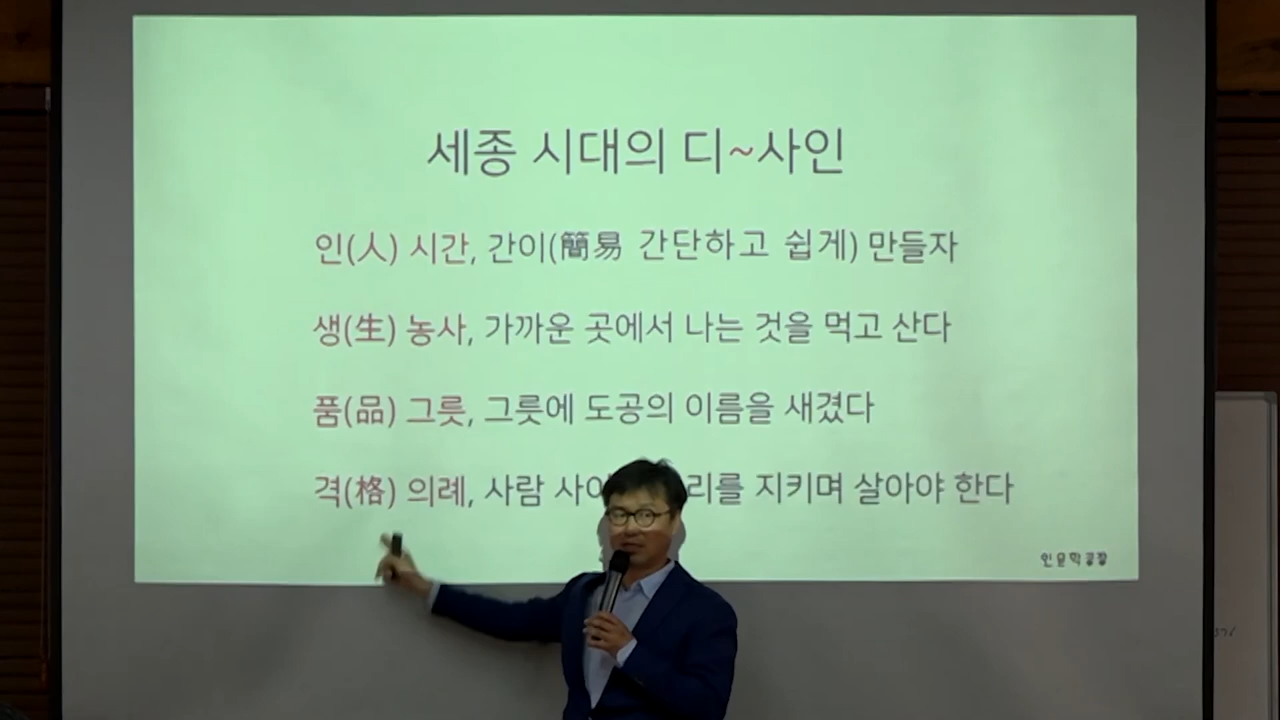 세종 시대의 디~사인
인(人) 시간, 간이(簡易 간단하고 쉽게) 만들자
생(生) 농사, 가까운 곳에서 나는 것을 먹고 산다
품(品) 그릇, 그릇에 도공의 이름을 새겼다
격(格) 의례, 사람 리를 지키며 살아야 한다
인문학공장